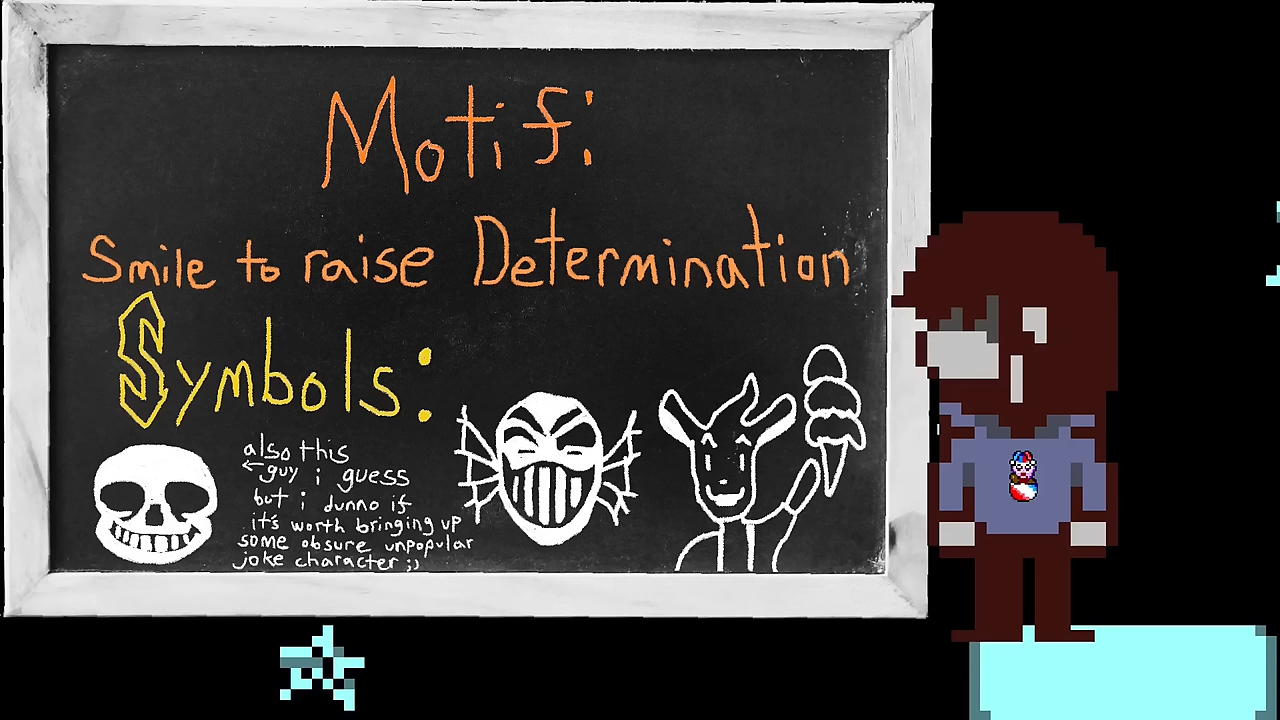 Motif:
Smile to raise Determination
Symbols:
also this
← guy i guess
but i dunno if
it's worth bringing up
some obsure unpopular
joke character ;)